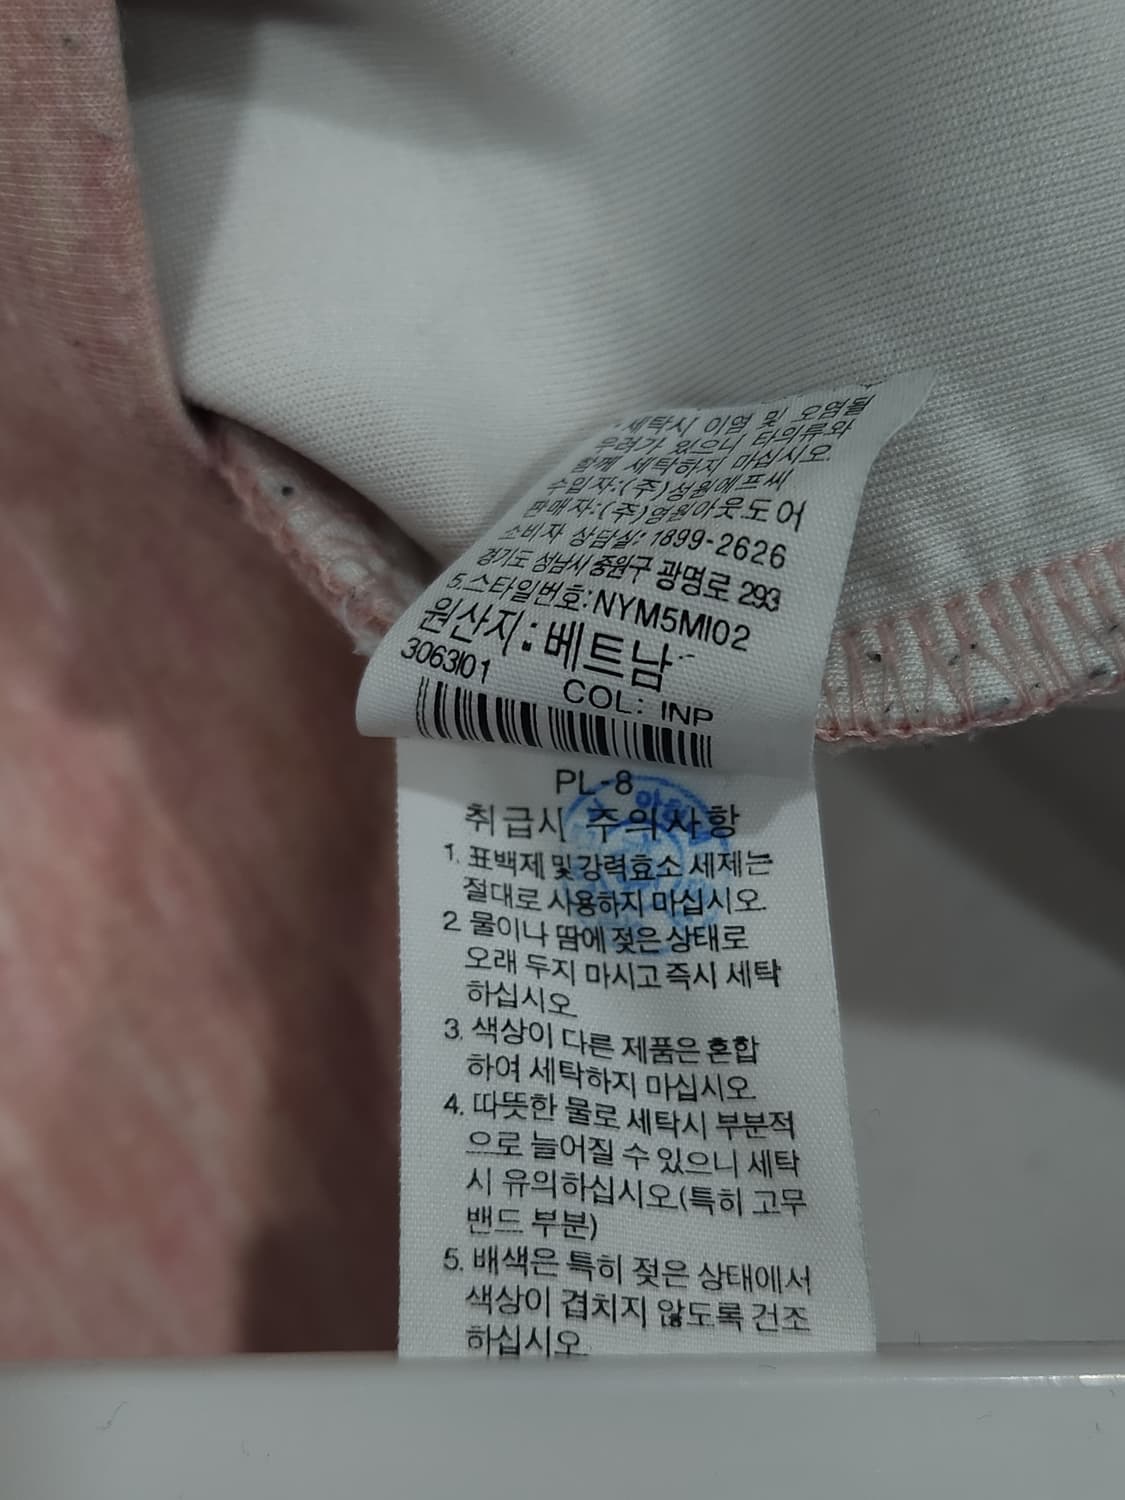 ·세탁시 이염 및 오염될
우려가 있으니 타의류와
함께 세탁하지 마십시오.
수입자:(주)성원에프씨
판매자:(주)영원아웃도어
소비자 상담실: 1899-2626
경기도 성남시 중원구 광명로 293
5.스타일번호:NYM5MI02
원산지:베트남
3063I01
COL: INP
PL-8
취급시 주의사항
1. 표백제 및 강력효소 세제는
절대로 사용하지 마십시오.
2. 물이나 땀에 젖은 상태로
오래 두지 마시고 즉시 세탁
하십시오.
3. 색상이 다른 제품은 혼합
하여 세탁하지 마십시오.
4. 따뜻한 물로 세탁시 부분적
으로 늘어질 수 있으니 세탁
시 유의하십시오.(특히 고무
밴드 부분)
5. 배색은 특히 젖은 상태에서
색상이 겹치지 않도록 건조
하십시오.